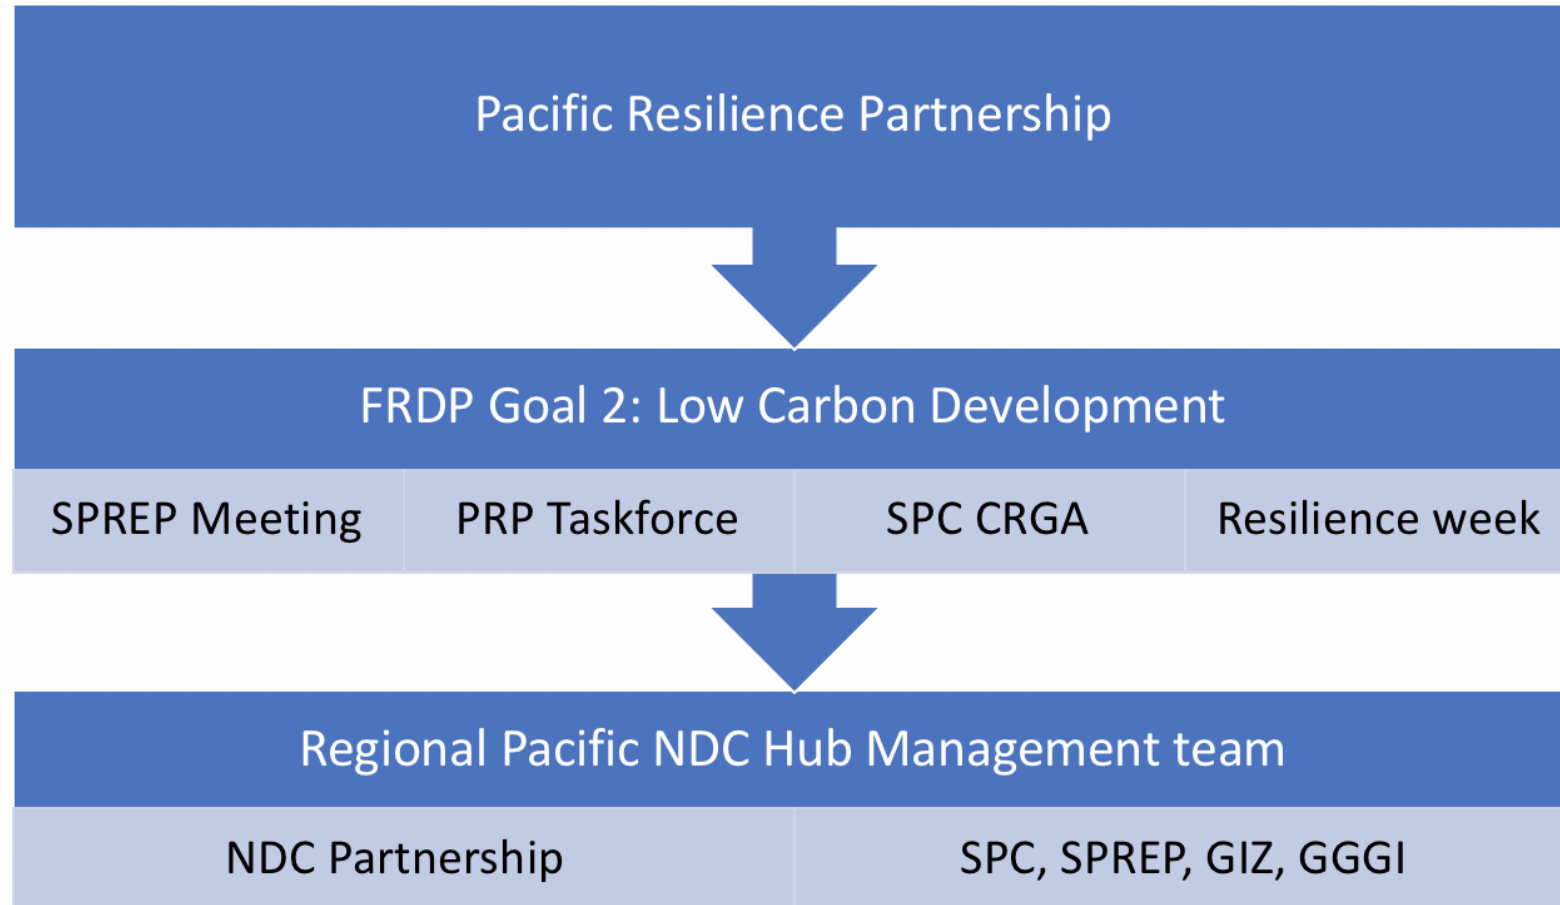 Pacific Resilience Partnership
FRDP Goal 2: Low Carbon Development
SPREP Meeting
PRP Taskforce
SPC CRGA
Resilience week
Regional Pacific NDC Hub Management team
NDC Partnership
SPC, SPREP, GIZ, GGGI